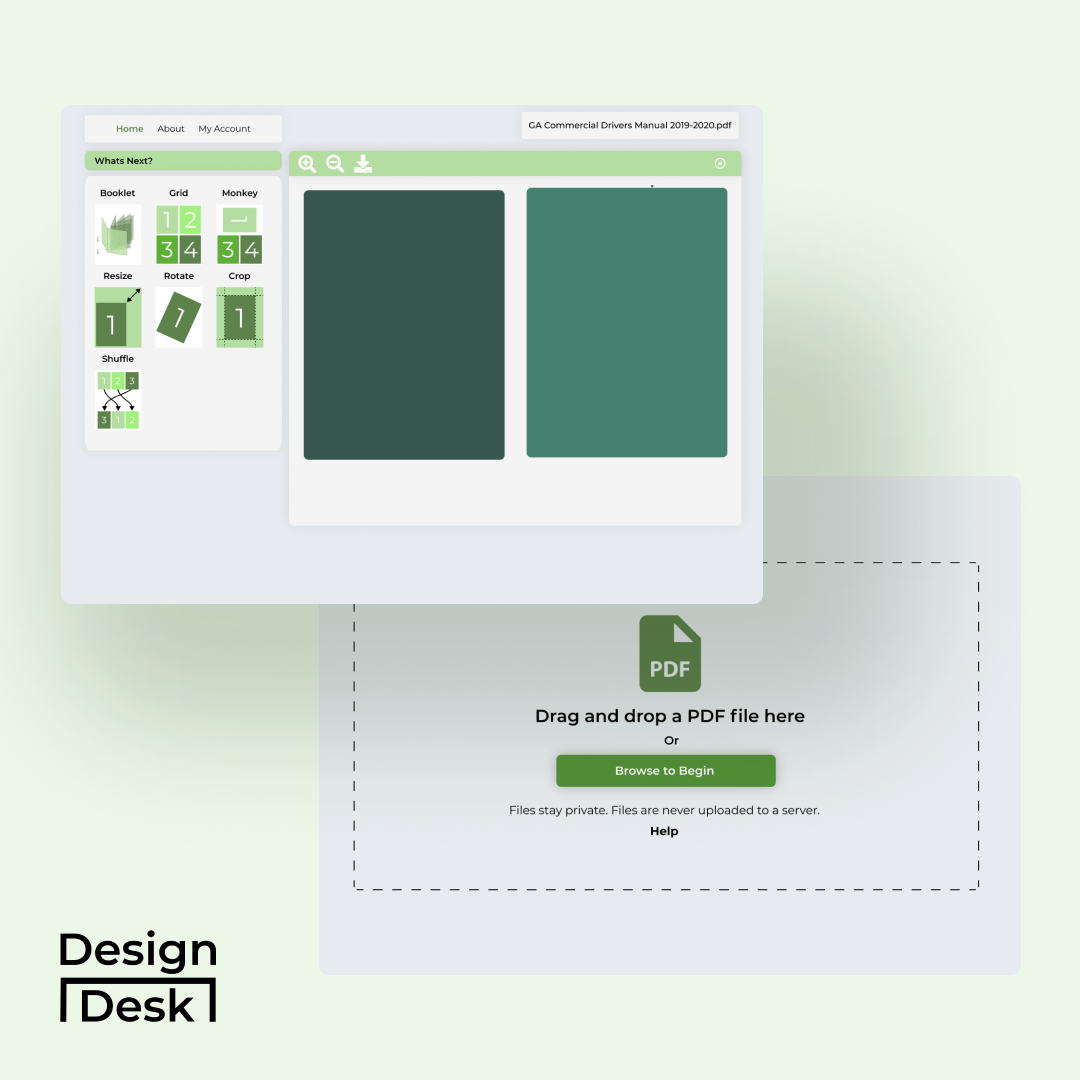 Home About My Account
GA Commercial Drivers Manual 2019-2020.pdf
Whats Next?
Booklet Grid Monkey
1 2
3 4
1
3 4
Resize Rotate Crop
1 1 1
Shuffle
1 2 3
3 1 2
PDF
Drag and drop a PDF file here
Or
Browse to Begin
Files stay private. Files are never uploaded to a server.
Help
Design
Desk